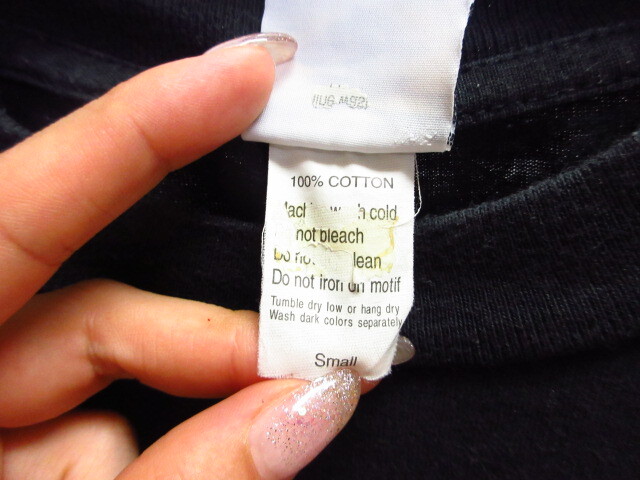 100% COTTON
cold
not bleach
Do not iron on motif
Tumble dry low or hang dry
Wash dark colors separately
Small